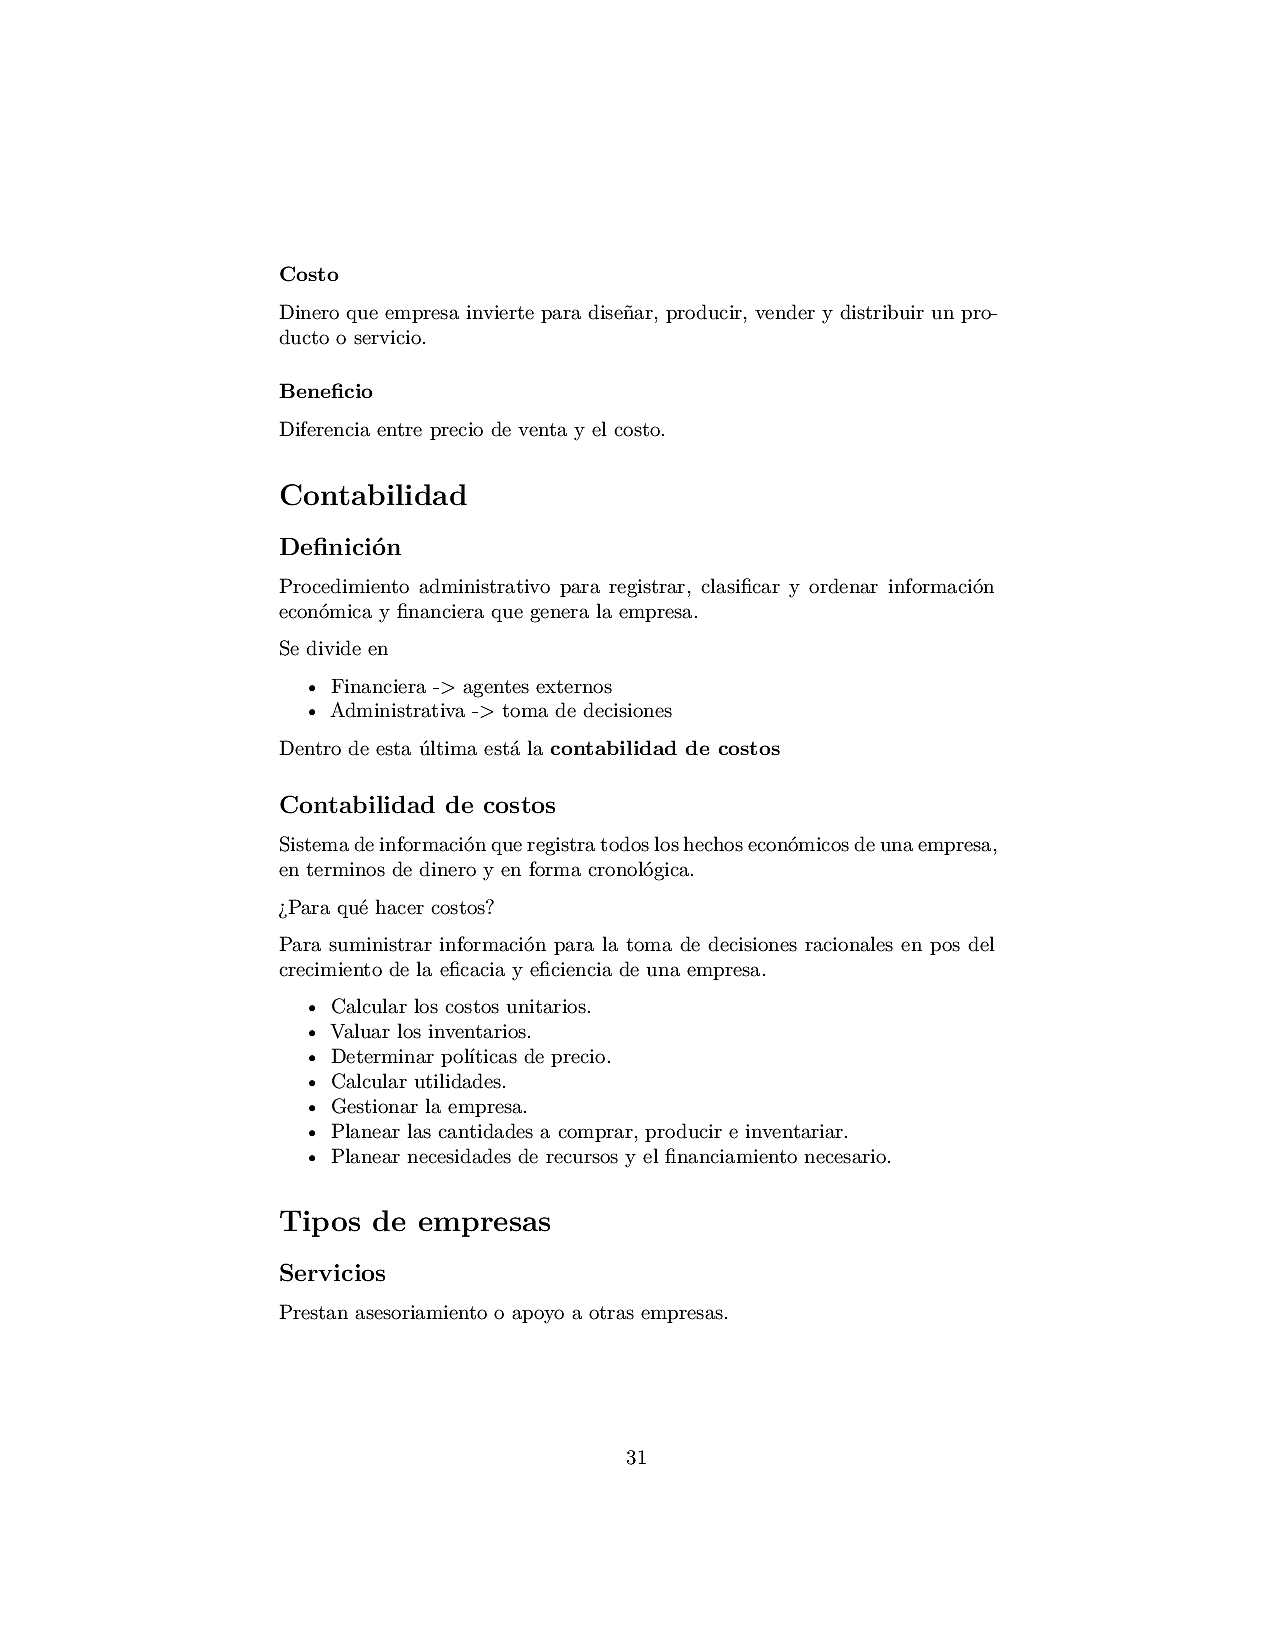 Costo
Dinero que empresa invierte para diseñar, producir, vender y distribuir un pro-
ducto o servicio.
Beneficio
Diferencia entre precio de venta y el costo.
Contabilidad
Definición
Procedimiento administrativo para registrar, clasificar y ordenar información
económica y financiera que genera la empresa.
Se divide en
• Financiera -> agentes externos
• Administrativa -> toma de decisiones
Dentro de esta última está la contabilidad de costos
Contabilidad de costos
Sistema de información que registra todos los hechos económicos de una empresa,
en terminos de dinero y en forma cronológica.
¿Para qué hacer costos?
Para suministrar información para la toma de decisiones racionales en pos del
crecimiento de la eficacia y eficiencia de una empresa.
• Calcular los costos unitarios.
• Valuar los inventarios.
• Determinar políticas de precio.
• Calcular utilidades.
• Gestionar la empresa.
• Planear las cantidades a comprar, producir e inventariar.
• Planear necesidades de recursos y el financiamiento necesario.
Tipos de empresas
Servicios
Prestan asesoriamiento o apoyo a otras empresas.
31